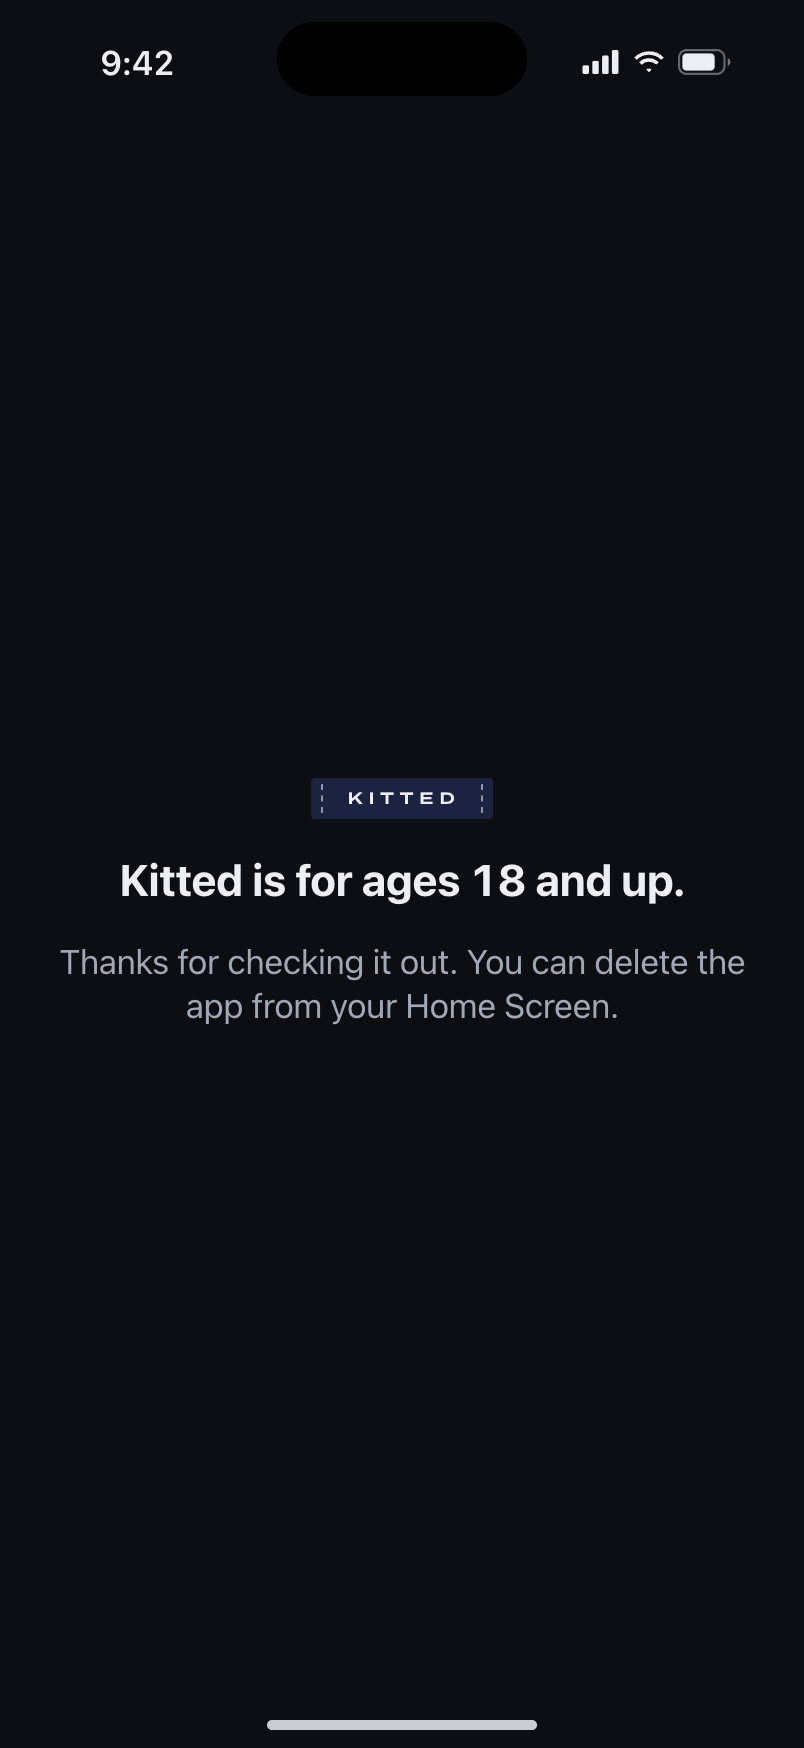 9:42
KITTED
Kitted is for ages 18 and up.
Thanks for checking it out. You can delete the
app from your Home Screen.